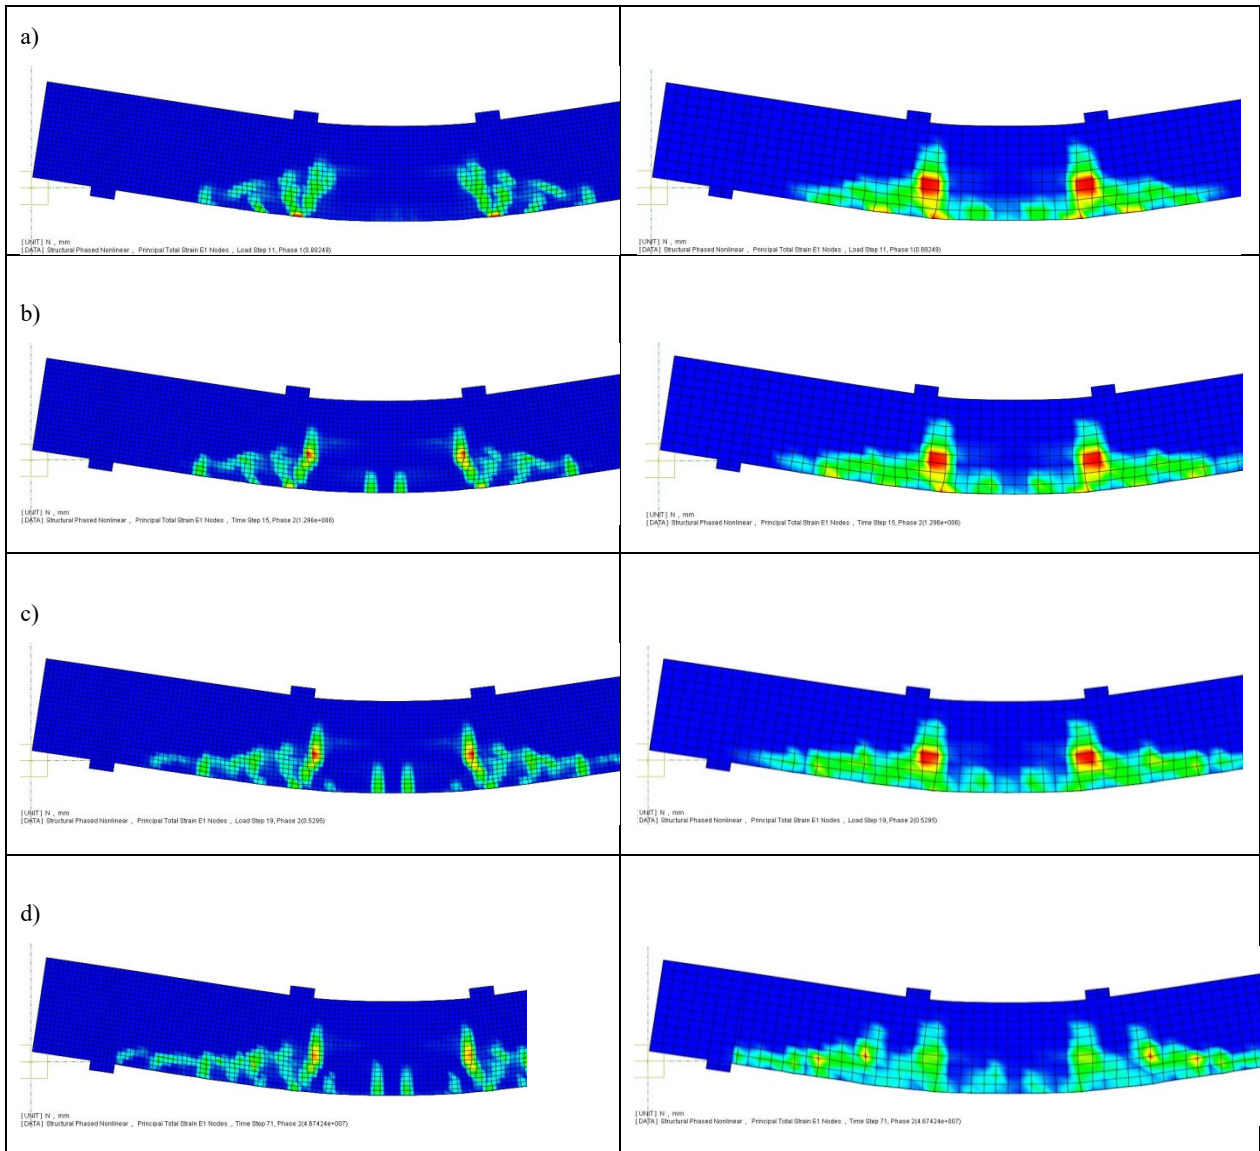 a)
[UNIT] N , mm
[DATA] Structural Phased Nonlinear , Principal Total Strain E1 Nodes , Load Step 11, Phase 1(0.88249)
[UNIT] N , mm
[DATA] Structural Phased Nonlinear , Principal Total Strain E1 Nodes , Load Step 11, Phase 1(0.88249)
b)
[UNIT] N , mm
[DATA] Structural Phased Nonlinear , Principal Total Strain E1 Nodes , Time Step 15, Phase 2(1.296e+006)
[UNIT] N , mm
[DATA] Structural Phased Nonlinear , Principal Total Strain E1 Nodes , Time Step 15, Phase 2(1.296e+006)
c)
[UNIT] N , mm
[DATA] Structural Phased Nonlinear , Principal Total Strain E1 Nodes , Load Step 19, Phase 2(0.5295)
[UNIT] N , mm
[DATA] Structural Phased Nonlinear , Principal Total Strain E1 Nodes , Load Step 19, Phase 2(0.5295)
d)
[UNIT] N , mm
[DATA] Structural Phased Nonlinear , Principal Total Strain E1 Nodes , Time Step 71, Phase 2(4.67424e+007)
[UNIT] N , mm
[DATA] Structural Phased Nonlinear , Principal Total Strain E1 Nodes , Time Step 71, Phase 2(4.67424e+007)